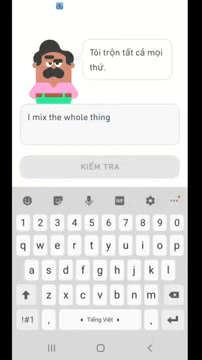 Tôi trộn tất cả mọi
thứ.
I mix the whole thing
KIỂM TRA
GIF
1 2 3 4 5 6 7 8 9 0
q w e r t y u i o p
a s d f g h j k l
z x c v b n m
!#1 , Tiếng Việt .